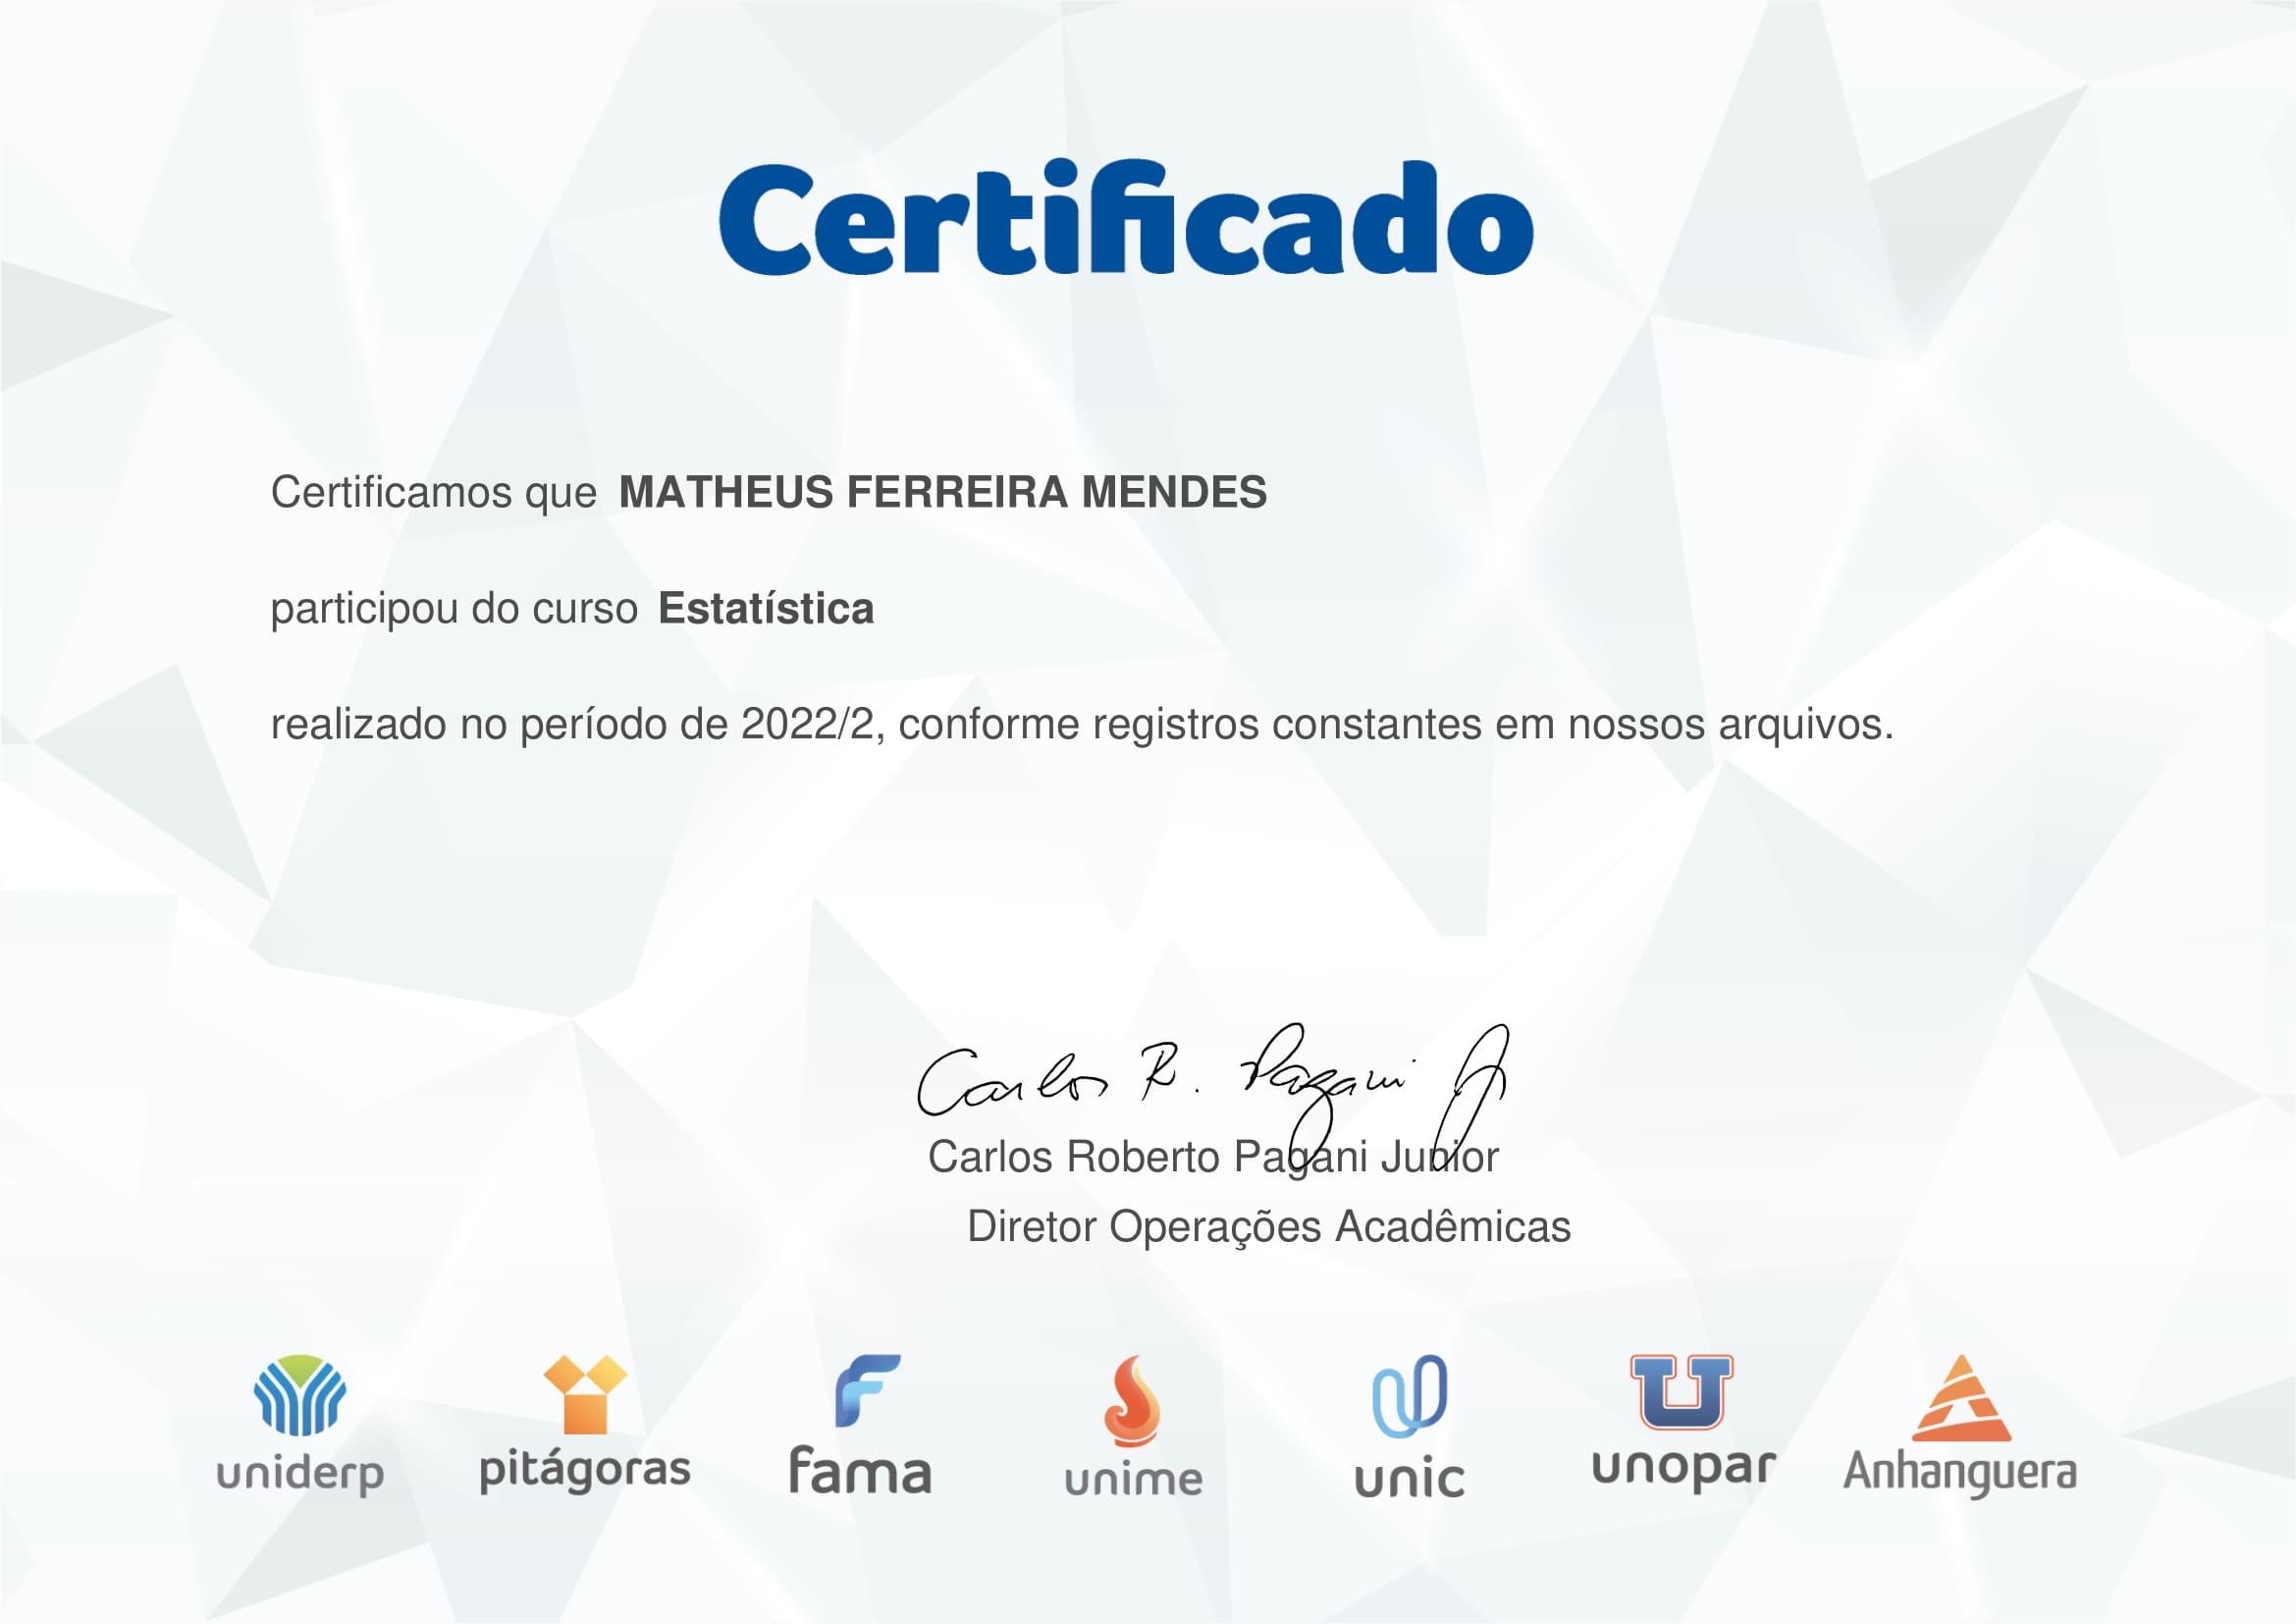 Certificado
Certificamos que MATHEUS FERREIRA MENDES
participou do curso Estatística
realizado no período de 2022/2, conforme registros constantes em nossos arquivos.
Carlos R. Pagani J
Carlos Roberto Pagani Junior
Diretor Operações Acadêmicas
uniderp pitágoras fama unime unic unopar Anhanguera